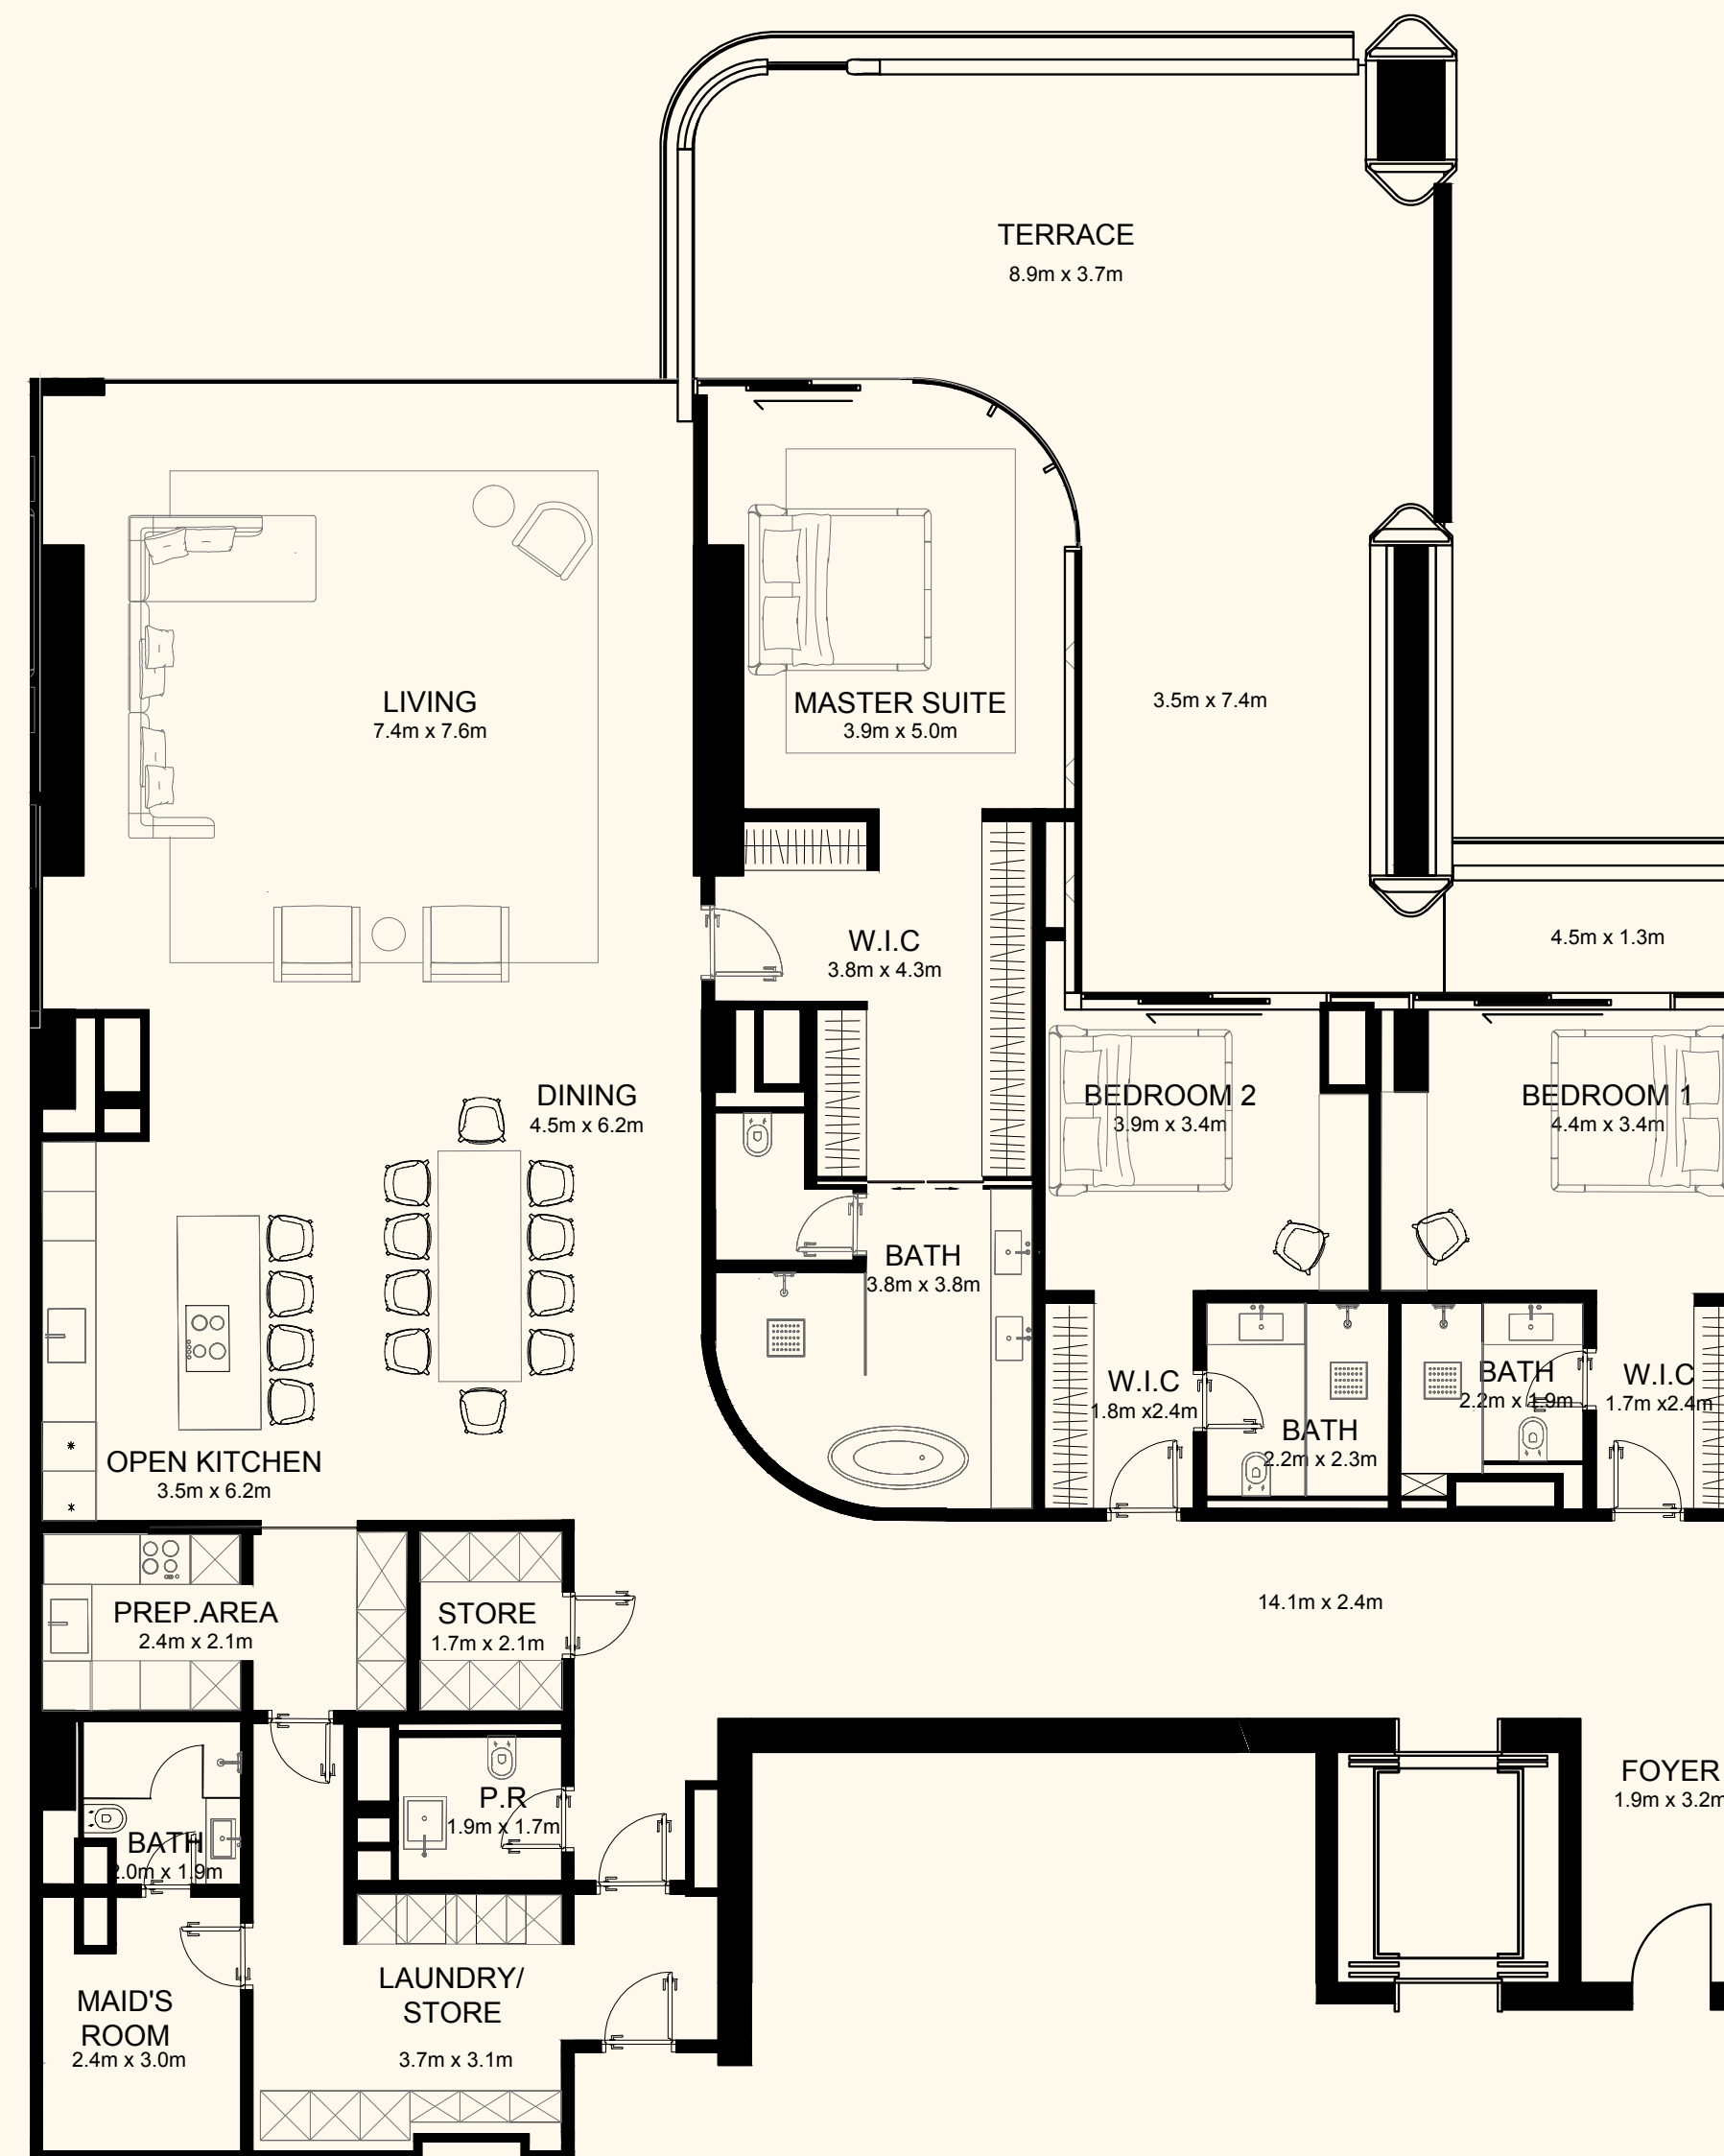 TERRACE
8.9m x 3.7m
LIVING
7.4m x 7.6m
MASTER SUITE
3.9m x 5.0m
3.5m x 7.4m
W.I.C
3.8m x 4.3m
4.5m x 1.3m
DINING
4.5m x 6.2m
BEDROOM 2
3.9m x 3.4m
BEDROOM 1
4.4m x 3.4m
BATH
3.8m x 3.8m
W.I.C
1.8m x2.4m
BATH
2.2m x 2.3m
BATH
2.2m x 1.9m
W.I.C
1.7m x2.4m
OPEN KITCHEN
3.5m x 6.2m
PREP.AREA
2.4m x 2.1m
STORE
1.7m x 2.1m
14.1m x 2.4m
FOYER
1.9m x 3.2m
P.R
1.9m x 1.7m
BATH
2.0m x 1.9m
MAID'S
ROOM
2.4m x 3.0m
LAUNDRY/
STORE
3.7m x 3.1m